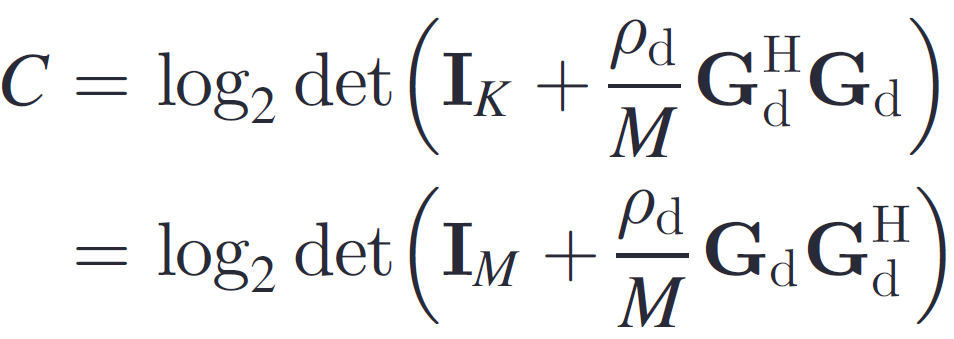 C = log₂ det(I_K + ρ_d/M G_d^H G_d)
= log₂ det(I_M + ρ_d/M G_d G_d^H)